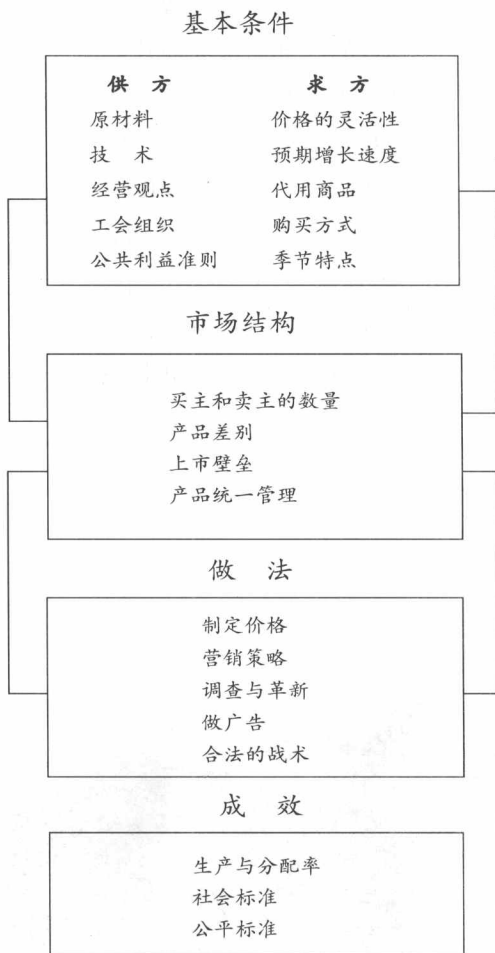 基本条件
供 方 求 方
原材料 价格的灵活性
技 术 预期增长速度
经营观点 代用商品
工会组织 购买方式
公共利益准则 季节特点
市场结构
买主和卖主的数量
产品差别
上市壁垒
产品统一管理
做 法
制定价格
营销策略
调查与革新
做广告
合法的战术
成 效
生产与分配率
社会标准
公平标准